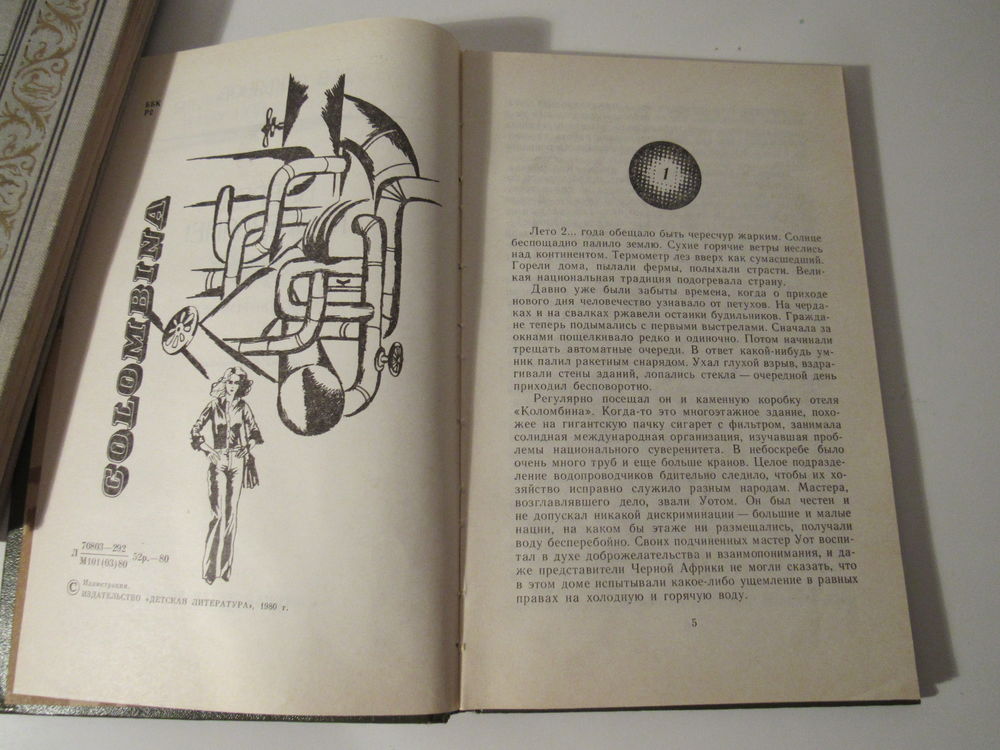 ББК
COLOMBINA
Д 70803—292 52р.—80
М101(03)80
© Иллюстрации.
ИЗДАТЕЛЬСТВО «ДЕТСКАЯ ЛИТЕРАТУРА», 1980 г.
1
Лето 2... года обещало быть чересчур жарким. Солнце
беспощадно палило землю. Сухие горячие ветры неслись
над континентом. Термометр лез вверх как сумасшедший.
Горели дома, пылали фермы, полыхали страсти. Вели-
кая национальная традиция подогревала страну.
Давно уже были забыты времена, когда о приходе
нового дня человечество узнавало от петухов. На черда-
ках и на свалках ржавели останки будильников. Гражда-
не теперь подымались с первыми выстрелами. Сначала за
окнами пощелкивало редко и одиночно. Потом начинали
трещать автоматные очереди. В ответ какой-нибудь ум-
ник палил ракетным снарядом. Ухал глухой взрыв, вздра-
гивали стены зданий, лопались стекла — очередной день
приходил бесповоротно.
Регулярно посещал он и каменную коробку отеля
«Коломбина». Когда-то это многоэтажное здание, похо-
жее на гигантскую пачку сигарет с фильтром, занимала
солидная международная организация, изучавшая проб-
лемы национального суверенитета. В небоскребе было
очень много труб и еще больше кранов. Целое подразде-
ление водопроводчиков бдительно следило, чтобы их хо-
зяйство исправно служило разным народам. Мастера,
возглавлявшего дело, звали Уотом. Он был честен и
не допускал никакой дискриминации — большие и малые
нации, на каком бы этаже ни размещались, получали
воду бесперебойно. Своих подчиненных мастер Уот воспи-
тал в духе доброжелательства и взаимопонимания, и да-
же представители Черной Африки не могли сказать, что
в этом доме испытывали какое-либо ущемление в равных
правах на холодную и горячую воду.
5